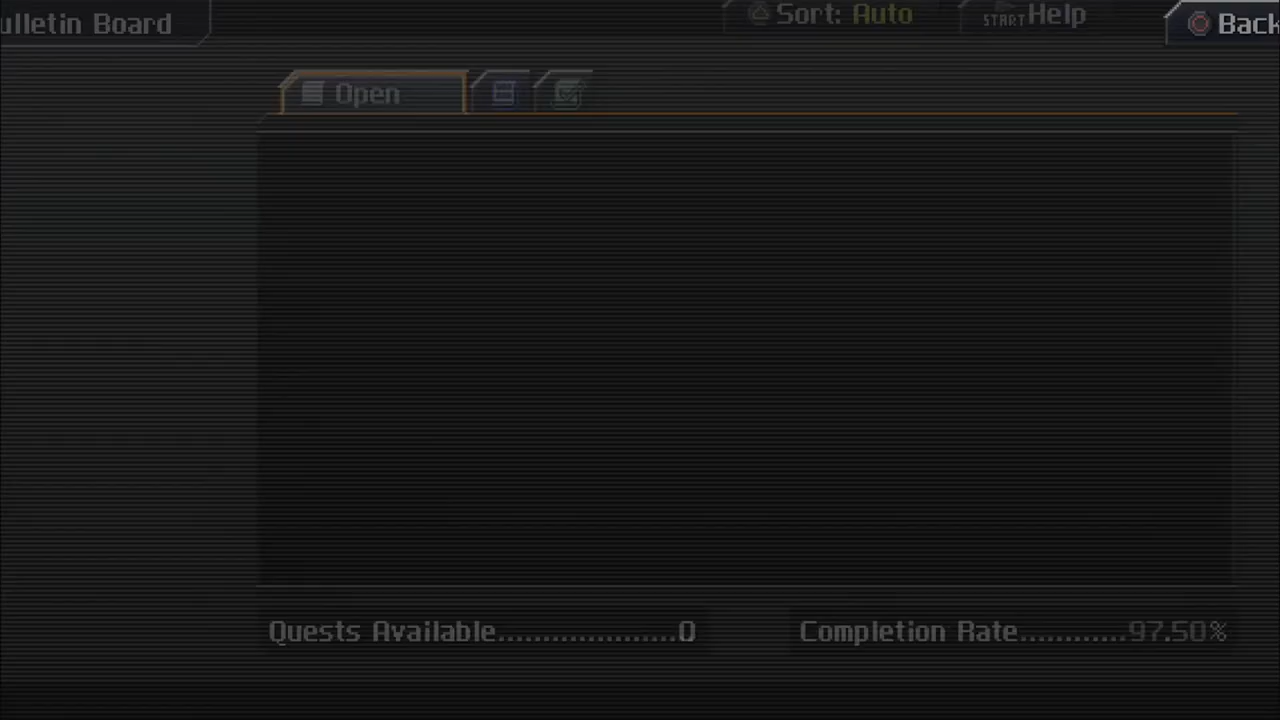 ulletin Board
Sort: Auto
START Help
Back
Open
Quests Available...................0
Completion Rate............97.50%